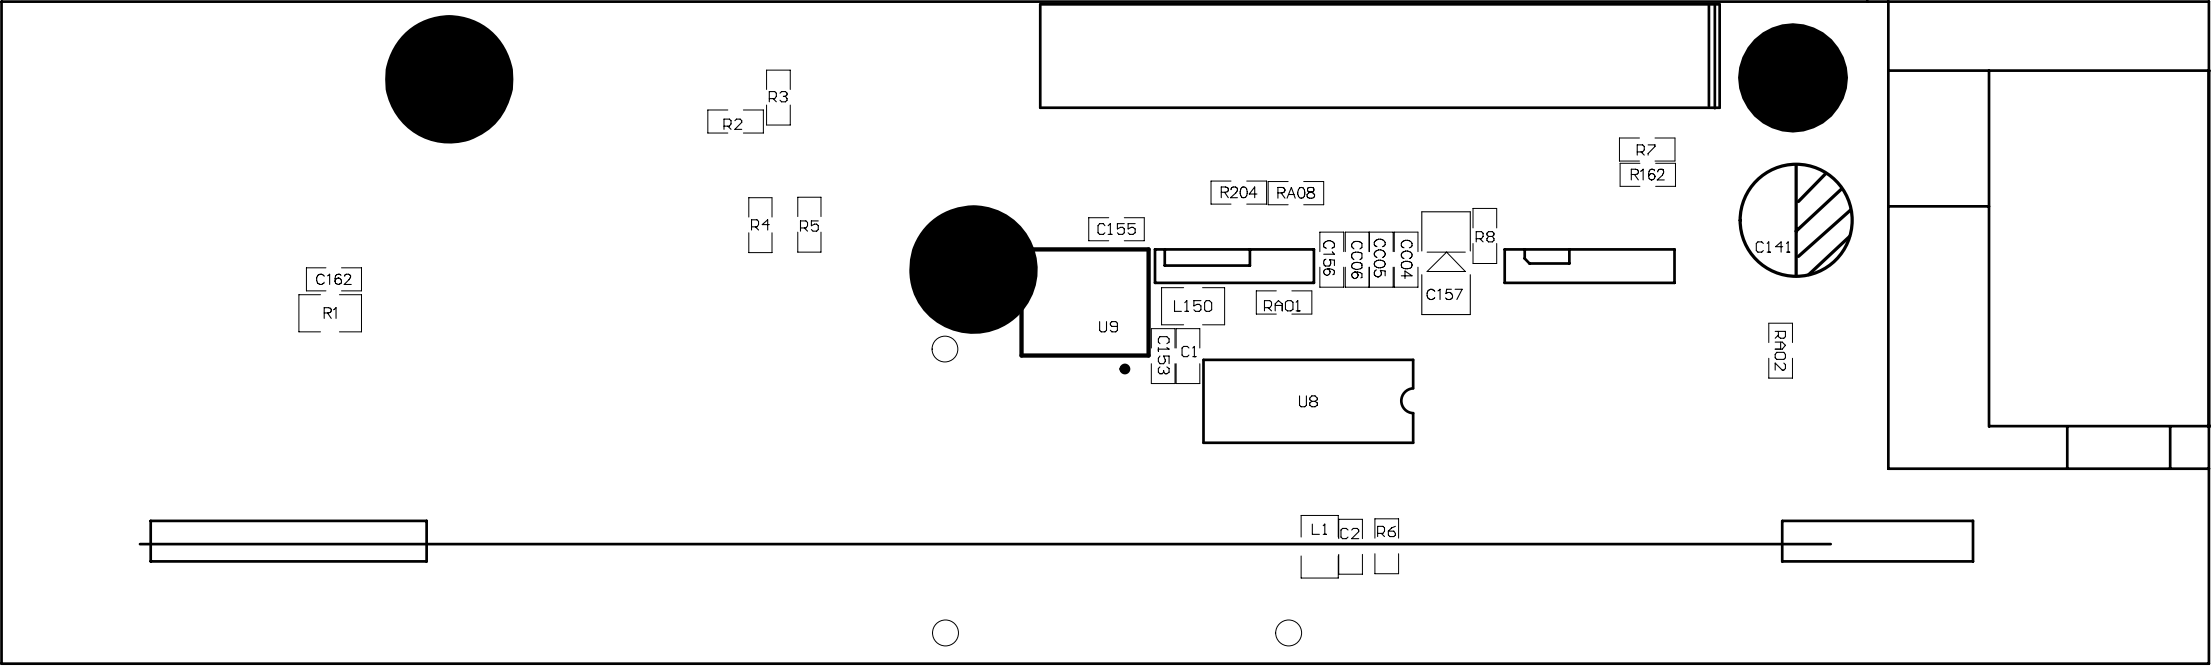 R3
R2
R7
R162
R204
RA08
R4
R5
C155
R8
C141
C156
CC06
CC05
CC04
C162
R1
C157
L150
RA01
U9
C153
C1
RA02
U8
L1
C2
R6